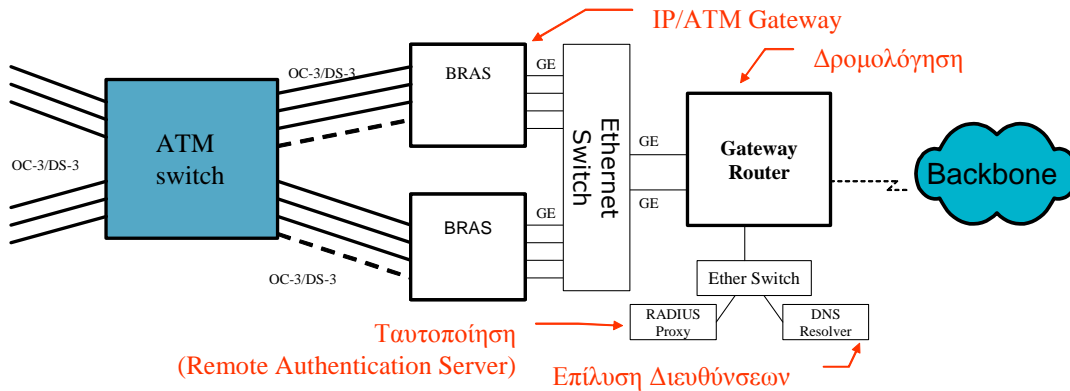 IP/ATM Gateway
Δρομολόγηση
OC-3/DS-3
BRAS
GE
ATM
switch
OC-3/DS-3
Ethernet
Switch
GE
Gateway
Router
Backbone
GE
GE
BRAS
OC-3/DS-3
Ether Switch
RADIUS
Proxy
DNS
Resolver
Ταυτοποίηση
(Remote Authentication Server)
Επίλυση Διευθύνσεων